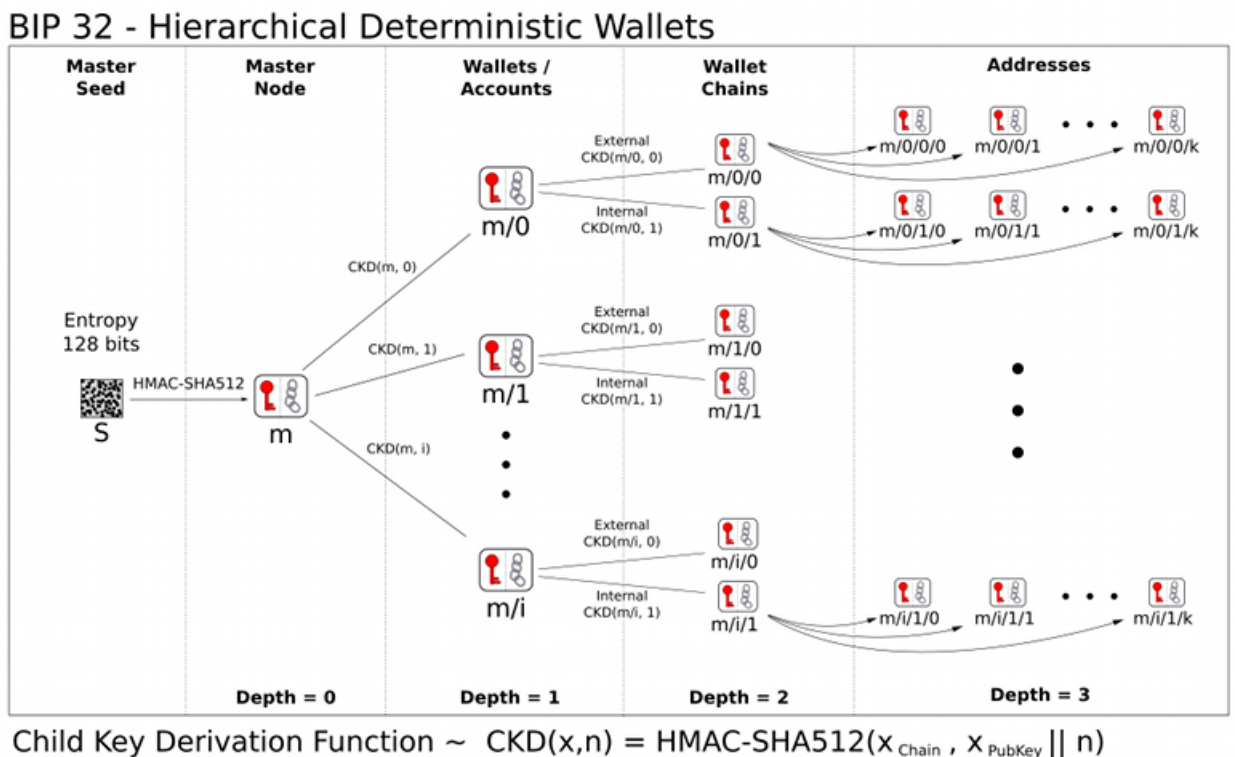 BIP 32 - Hierarchical Deterministic Wallets
Master
Seed
Master
Node
Wallets /
Accounts
Wallet
Chains
Addresses
Entropy
128 bits
S
HMAC-SHA512
m
CKD(m, 0)
CKD(m, 1)
CKD(m, i)
m/0
m/1
m/i
External
CKD(m/0, 0)
Internal
CKD(m/0, 1)
External
CKD(m/1, 0)
Internal
CKD(m/1, 1)
External
CKD(m/i, 0)
Internal
CKD(m/i, 1)
m/0/0
m/0/1
m/1/0
m/1/1
m/i/0
m/i/1
m/0/0/0 m/0/0/1 m/0/0/k
m/0/1/0 m/0/1/1 m/0/1/k
m/i/1/0 m/i/1/1 m/i/1/k
Depth = 0 Depth = 1 Depth = 2 Depth = 3
Child Key Derivation Function ~ CKD(x,n) = HMAC-SHA512(x Chain , x PubKey || n)